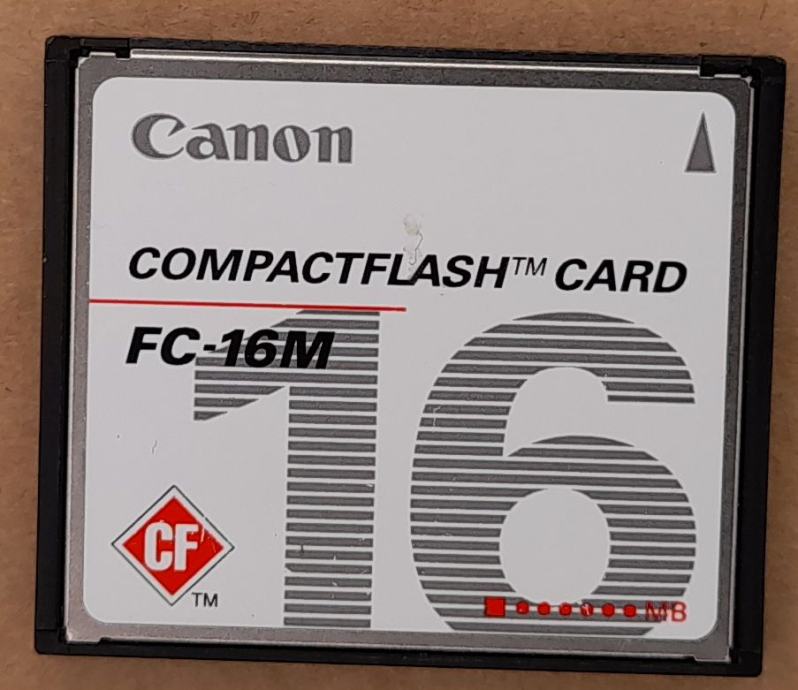 Canon
COMPACTFLASH™ CARD
FC-16M
16
CF
TM
MB